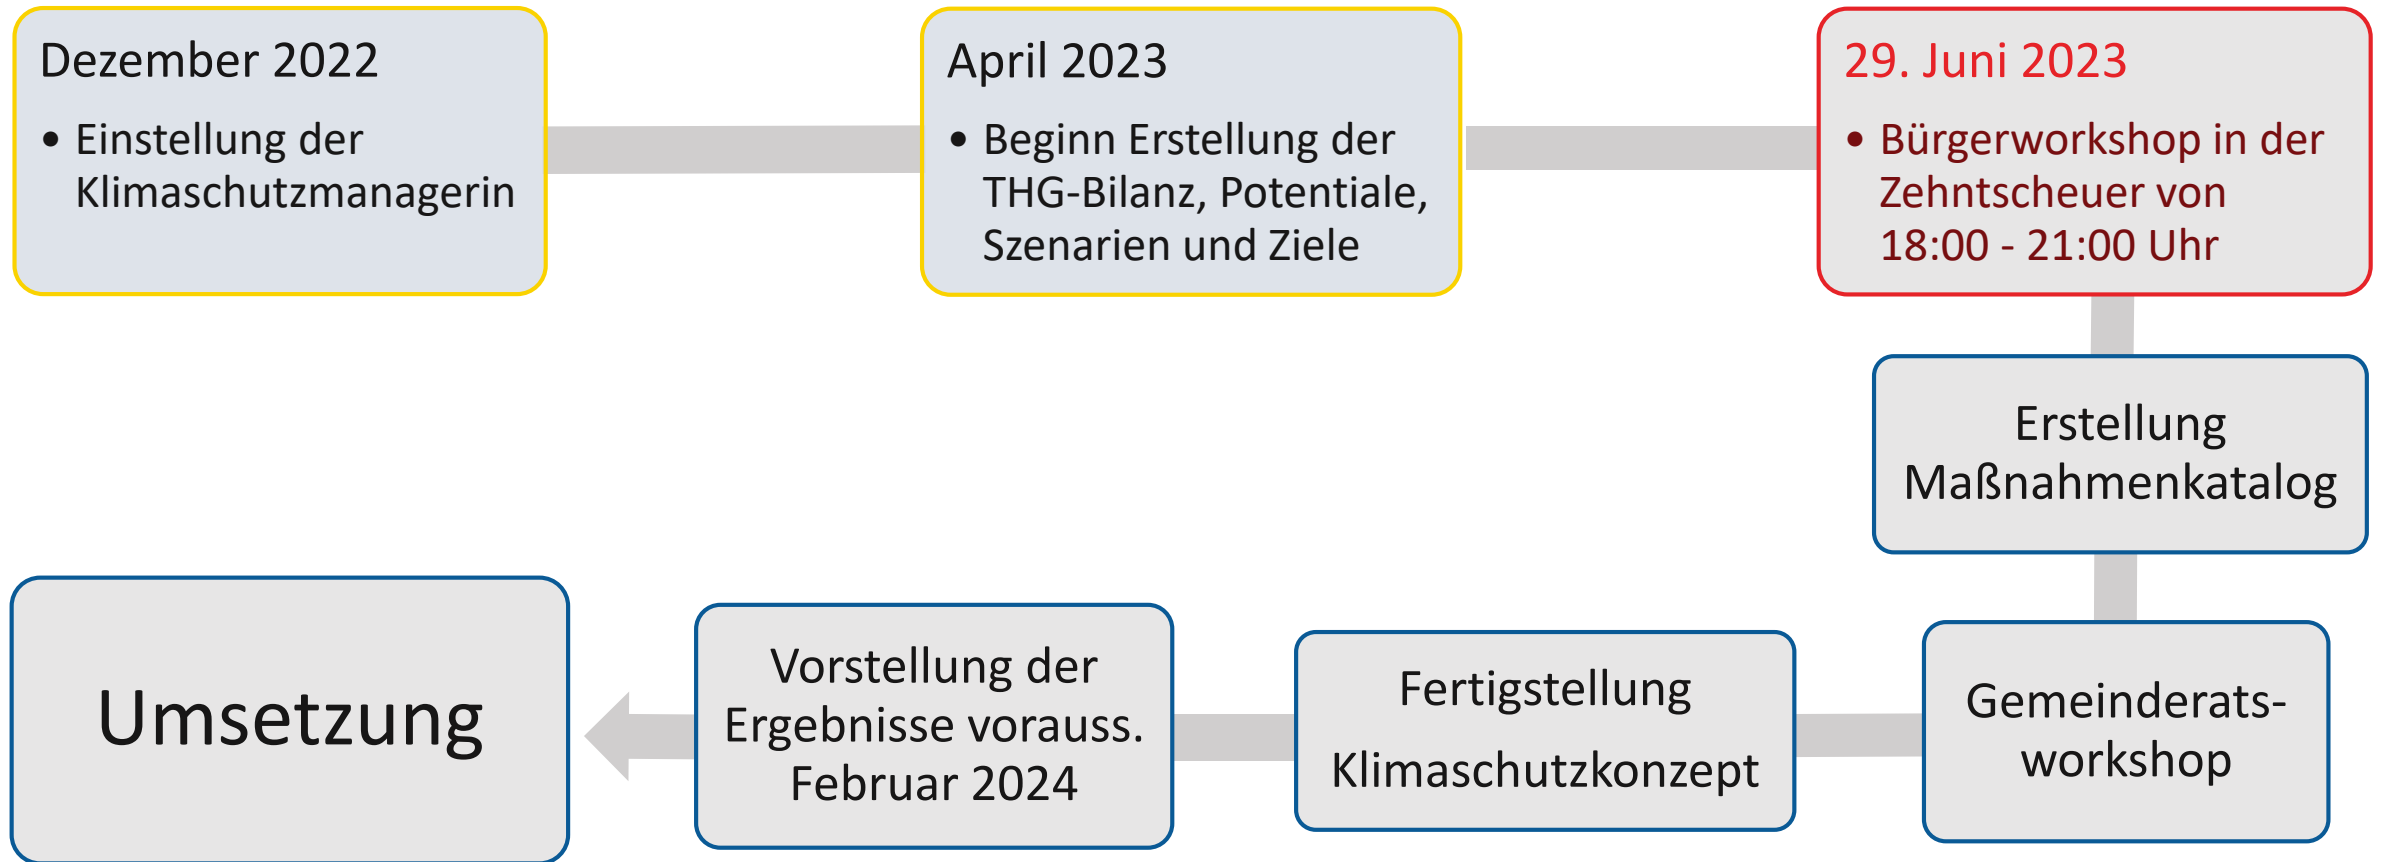 Dezember 2022
• Einstellung der
Klimaschutzmanagerin
April 2023
• Beginn Erstellung der
THG-Bilanz, Potentiale,
Szenarien und Ziele
29. Juni 2023
• Bürgerworkshop in der
Zehntscheuer von
18:00 - 21:00 Uhr
Erstellung
Maßnahmenkatalog
Gemeinderats-
workshop
Fertigstellung
Klimaschutzkonzept
Vorstellung der
Ergebnisse vorauss.
Februar 2024
Umsetzung